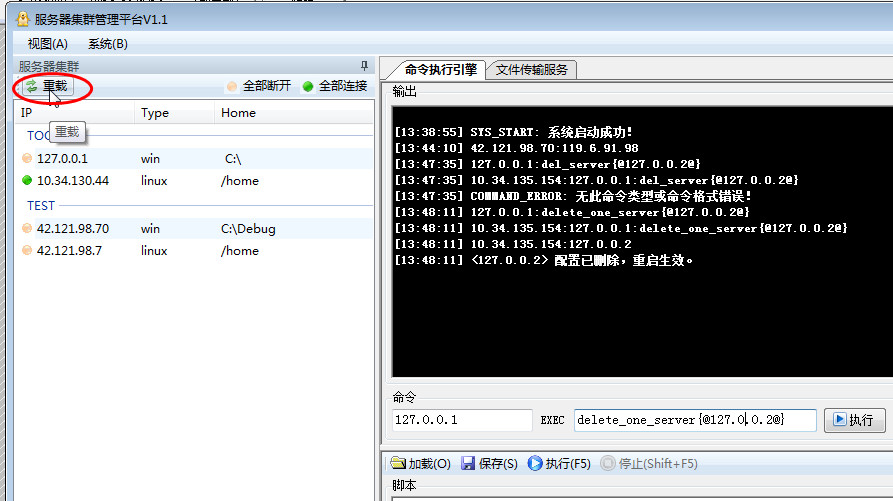 服务器集群管理平台V1.1
视图(A) 系统(B)
服务器集群
重载 全部断开 全部连接
IP Type Home
重载
127.0.0.1 win C:\
10.34.130.44 linux /home
TEST
42.121.98.70 win C:\Debug
42.121.98.7 linux /home
命令执行引擎 文件传输服务
输出
[13:38:55] SYS_START: 系统启动成功!
[13:44:10] 42.121.98.70:119.6.91.98
[13:47:35] 127.0.0.1:del_server{@127.0.0.2@}
[13:47:35] 10.34.135.154:127.0.0.1:del_server{@127.0.0.2@}
[13:47:35] COMMAND_ERROR: 无此命令类型或命令格式错误!
[13:48:11] 127.0.0.1:delete_one_server{@127.0.0.2@}
[13:48:11] 10.34.135.154:127.0.0.1:delete_one_server{@127.0.0.2@}
[13:48:11] 10.34.135.154:127.0.0.2
[13:48:11] <127.0.0.2> 配置已删除，重启生效。
命令
127.0.0.1 EXEC delete_one_server{@127.0.0.2@} 执行
加载(O) 保存(S) 执行(F5) 停止(Shift+F5)
脚本